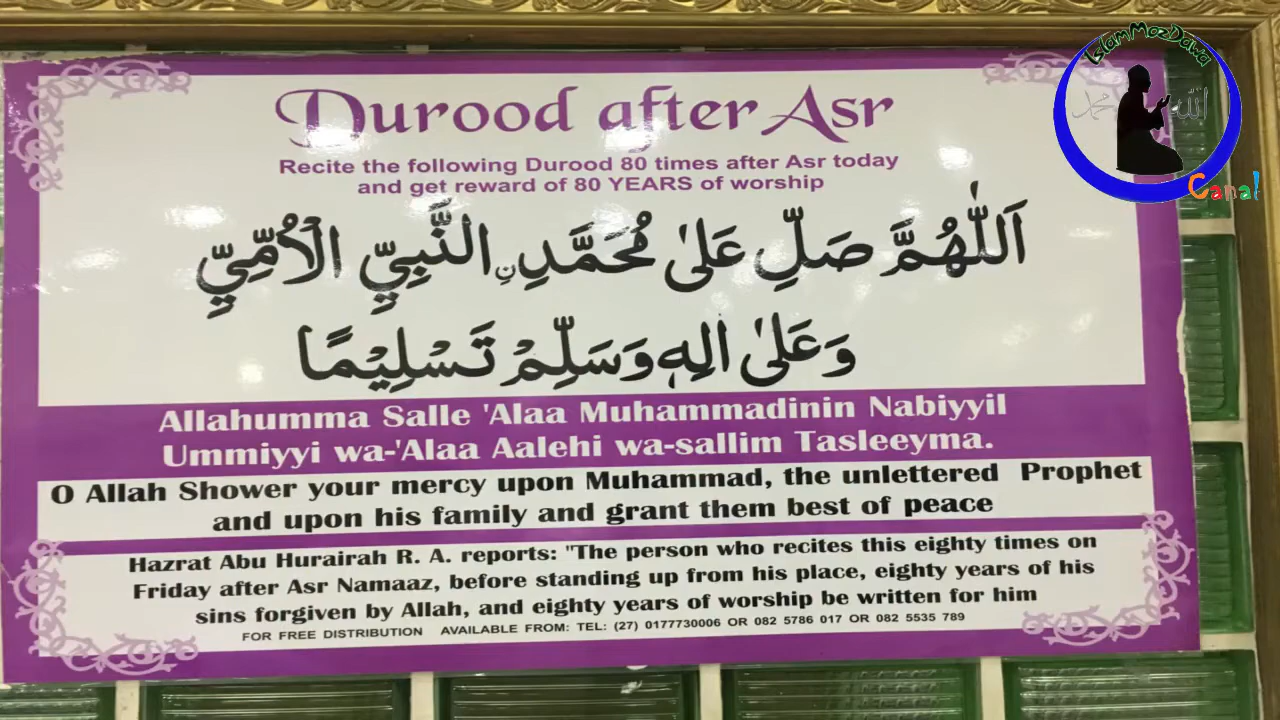 IslamMozDawa
محمد
الله
Canal
Durood after Asr
Recite the following Durood 80 times after Asr today
and get reward of 80 YEARS of worship
اَللّٰهُمَّ صَلِّ عَلىٰ مُحَمَّدِ نِ النَّبِيِّ الْاُمِّيِّ
وَعَلىٰ اٰلِهٖ وَسَلِّمْ تَسْلِيْمًا
Allahumma Salle 'Alaa Muhammadinin Nabiyyil
Ummiyyi wa-'Alaa Aalehi wa-sallim Tasleeyma.
O Allah Shower your mercy upon Muhammad, the unlettered Prophet
and upon his family and grant them best of peace
Hazrat Abu Hurairah R. A. reports: "The person who recites this eighty times on
Friday after Asr Namaaz, before standing up from his place, eighty years of his
sins forgiven by Allah, and eighty years of worship be written for him
FOR FREE DISTRIBUTION AVAILABLE FROM: TEL: (27) 0177730006 OR 082 5786 017 OR 082 5535 789